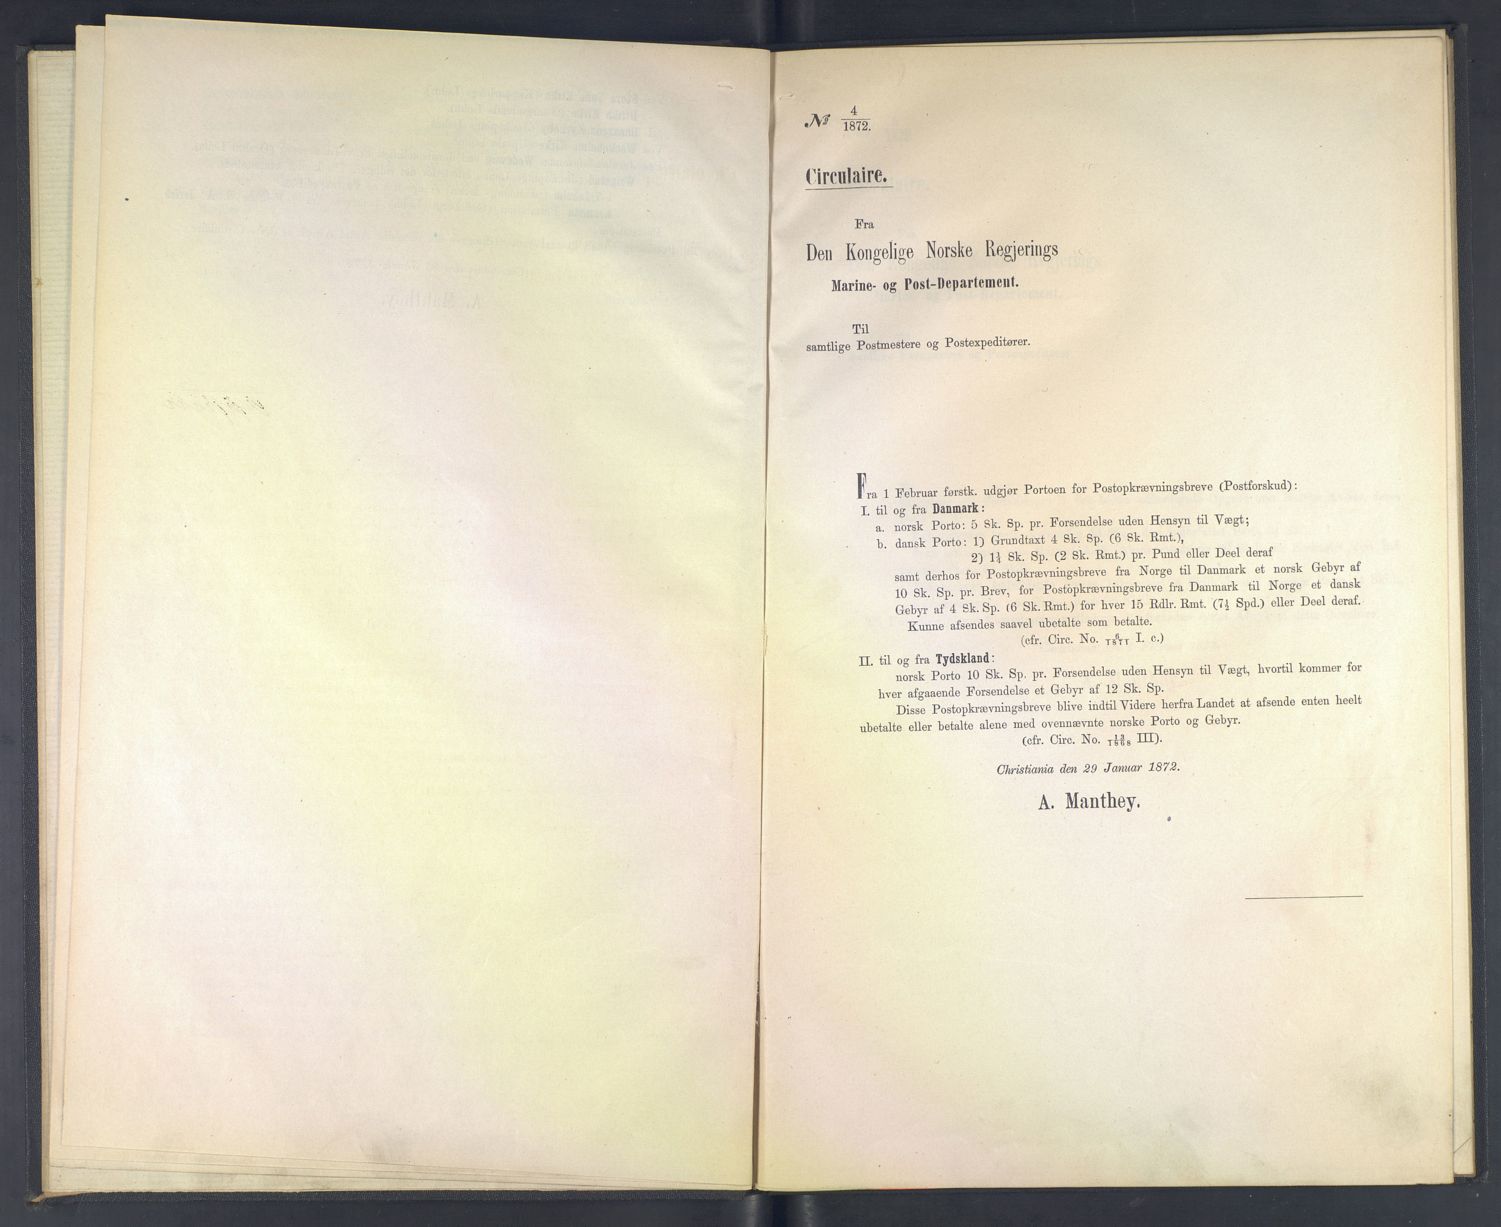 № 4/1872.
Circulaire.
Fra
Den Kongelige Norske Regjerings
Marine- og Post-Departement.
Til
samtlige Postmestere og Postexpeditører.
Fra 1 Februar førstk. udgjør Portoen for Postopkrævningsbreve (Postforskud):
I. til og fra Danmark:
a. norsk Porto: 5 Sk. Sp. pr. Forsendelse uden Hensyn til Vægt;
b. dansk Porto: 1) Grundtaxt 4 Sk. Sp. (6 Sk. Rmt.),
2) 1¼ Sk. Sp. (2 Sk. Rmt.) pr. Pund eller Deel deraf
samt derhos for Postopkrævningsbreve fra Norge til Danmark et norsk Gebyr af
10 Sk. Sp. pr. Brev, for Postopkrævningsbreve fra Danmark til Norge et dansk
Gebyr af 4 Sk. Sp. (6 Sk. Rmt.) for hver 15 Rdlr. Rmt. (7½ Spd.) eller Deel deraf.
Kunne afsendes saavel ubetalte som betalte.
(cfr. Circ. No. I. c.)
II. til og fra Tydskland:
norsk Porto 10 Sk. Sp. pr. Forsendelse uden Hensyn til Vægt, hvortil kommer for
hver afgaaende Forsendelse et Gebyr af 12 Sk. Sp.
Disse Postopkrævningsbreve blive indtil Videre herfra Landet at afsende enten heelt
ubetalte eller betalte alene med ovennævnte norske Porto og Gebyr.
(cfr. Circ. No. 13/1868 III).
Christiania den 29 Januar 1872.
A. Manthey.